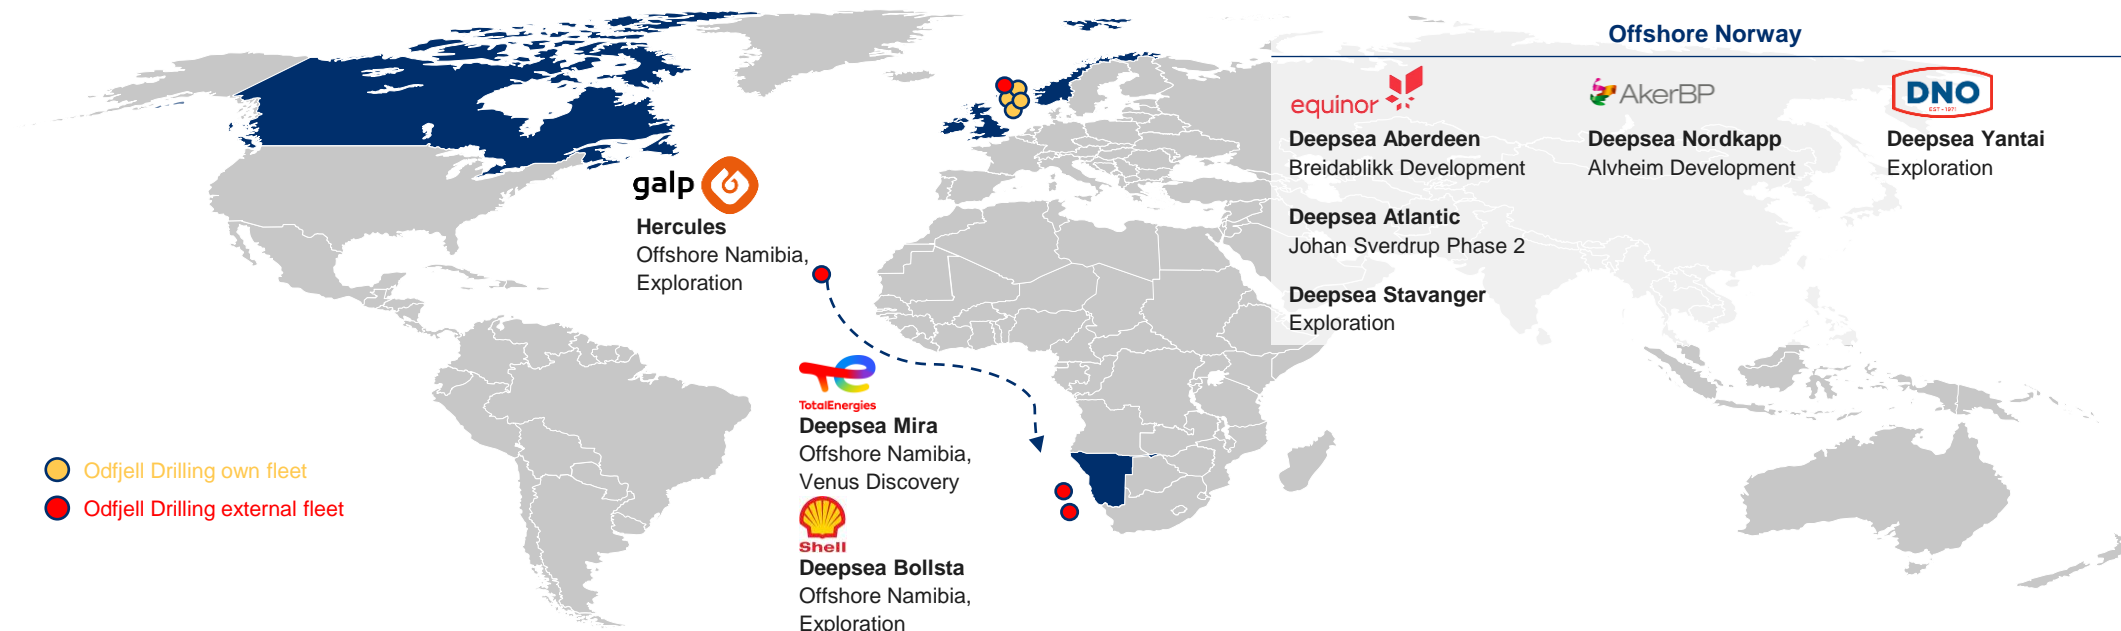 Offshore Norway
equinor
Deepsea Aberdeen
Breidablikk Development
Deepsea Atlantic
Johan Sverdrup Phase 2
Deepsea Stavanger
Exploration
AkerBP
Deepsea Nordkapp
Alvheim Development
DNO
EST - 1971
Deepsea Yantai
Exploration
galp
Hercules
Offshore Namibia,
Exploration
TotalEnergies
Deepsea Mira
Offshore Namibia,
Venus Discovery
Shell
Deepsea Bollsta
Offshore Namibia,
Exploration
Odfjell Drilling own fleet
Odfjell Drilling external fleet